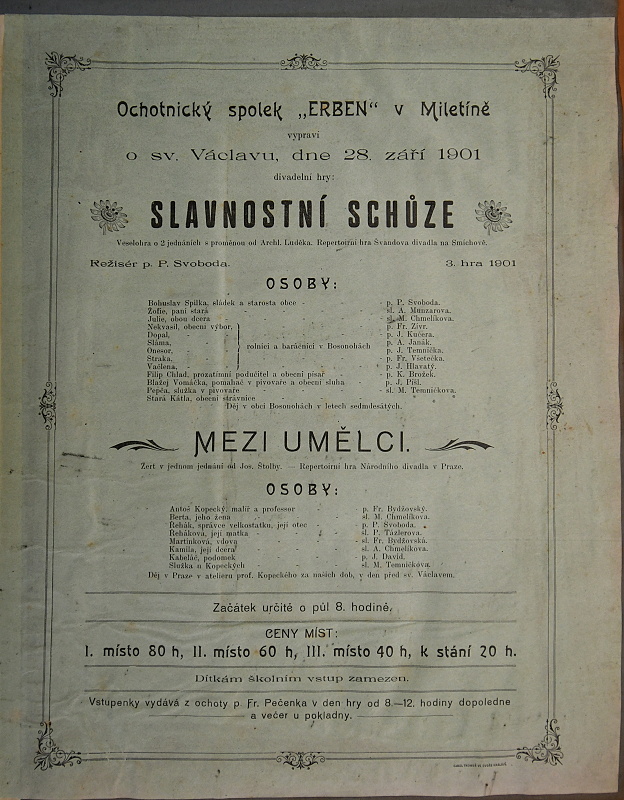 Ochotnický spolek „ERBEN“ v Miletíně
vypraví
o sv. Václavu, dne 28. září 1901
divadelní hry:
SLAVNOSTNÍ SCHŮZE
Veselohra o 2 jednáních s proměnou od Archl. Luděka. Repertoirní hra Švandova divadla na Smíchově.
Režisér p. P. Svoboda. 3. hra 1901
OSOBY:
Bohuslav Spilka, sládek a starosta obce - - - - p. P. Svoboda.
Žofie, paní stará - - - - sl. A. Munzarova.
Julie, obou dcera - - - - sl. M. Chmelíkova.
Nekvasil, obecní výbor, - - - - p. Fr. Zivr.
Dopal, - - - - p. J. Kučera.
Sláma, rolníci a baráčníci v Bosonohách - p. A. Janák.
Onesor, - - - - p. J. Temnička.
Straka, - - - - p. Fr. Všetečka.
Vačlena, - - - - p. J. Hlavatý.
Filip Chlad, prozatimní podučitel a obecní písař - - - p. K. Brožek.
Blažej Vomáčka, pomahač v pivovaře a obecní sluha - - p. J. Píšl.
Pepča, služka v pivovaře - - - - sl. M. Temničkova.
Stará Kátla, obecní strávnice - - - - * * *
Děj v obci Bosonohách v letech sedmdesátých.
MEZI UMĚLCI.
Žert v jednom jednání od Jos. Štolby. — Repertoirní hra Národního divadla v Praze.
OSOBY:
Antoš Kopecký, malíř a professor - - p. Fr. Bydžovský.
Berta, jeho žena - - - - sl. M. Chmelíkova.
Řehák, správce velkostatku, její otec - - p. P. Svoboda.
Řeháková, její matka - - - - sl. P. Tázlerova.
Martinková, vdova - - - - sl. Fr. Bydžovská.
Kamila, její dcera - - - - sl. A. Chmelíkova.
Kabeláč, podomek - - - - p. J. David.
Služka u Kopeckých - - - - sl. M. Temničkova.
Děj v Praze v atelieru prof. Kopeckého za našich dob, v den před sv. Václavem.
Začátek určitě o půl 8. hodině.
CENY MÍST:
I. místo 80 h, II. místo 60 h, III. místo 40 h, k stání 20 h.
Dítkám školním vstup zamezen.
Vstupenky vydává z ochoty p Fr. Pečenka v den hry od 8.—12. hodiny dopoledne
a večer u pokladny.